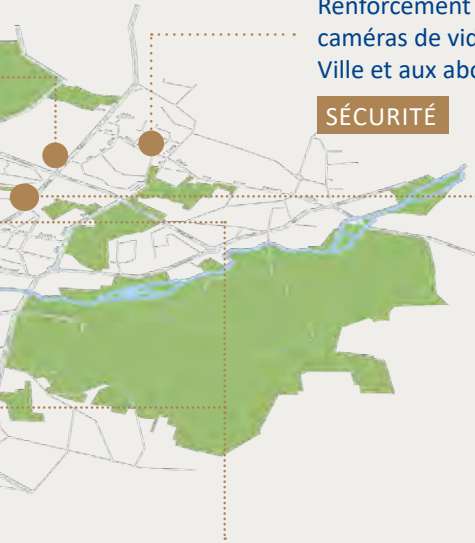 Renforcement
caméras de vid
Ville et aux abo
SÉCURITÉ